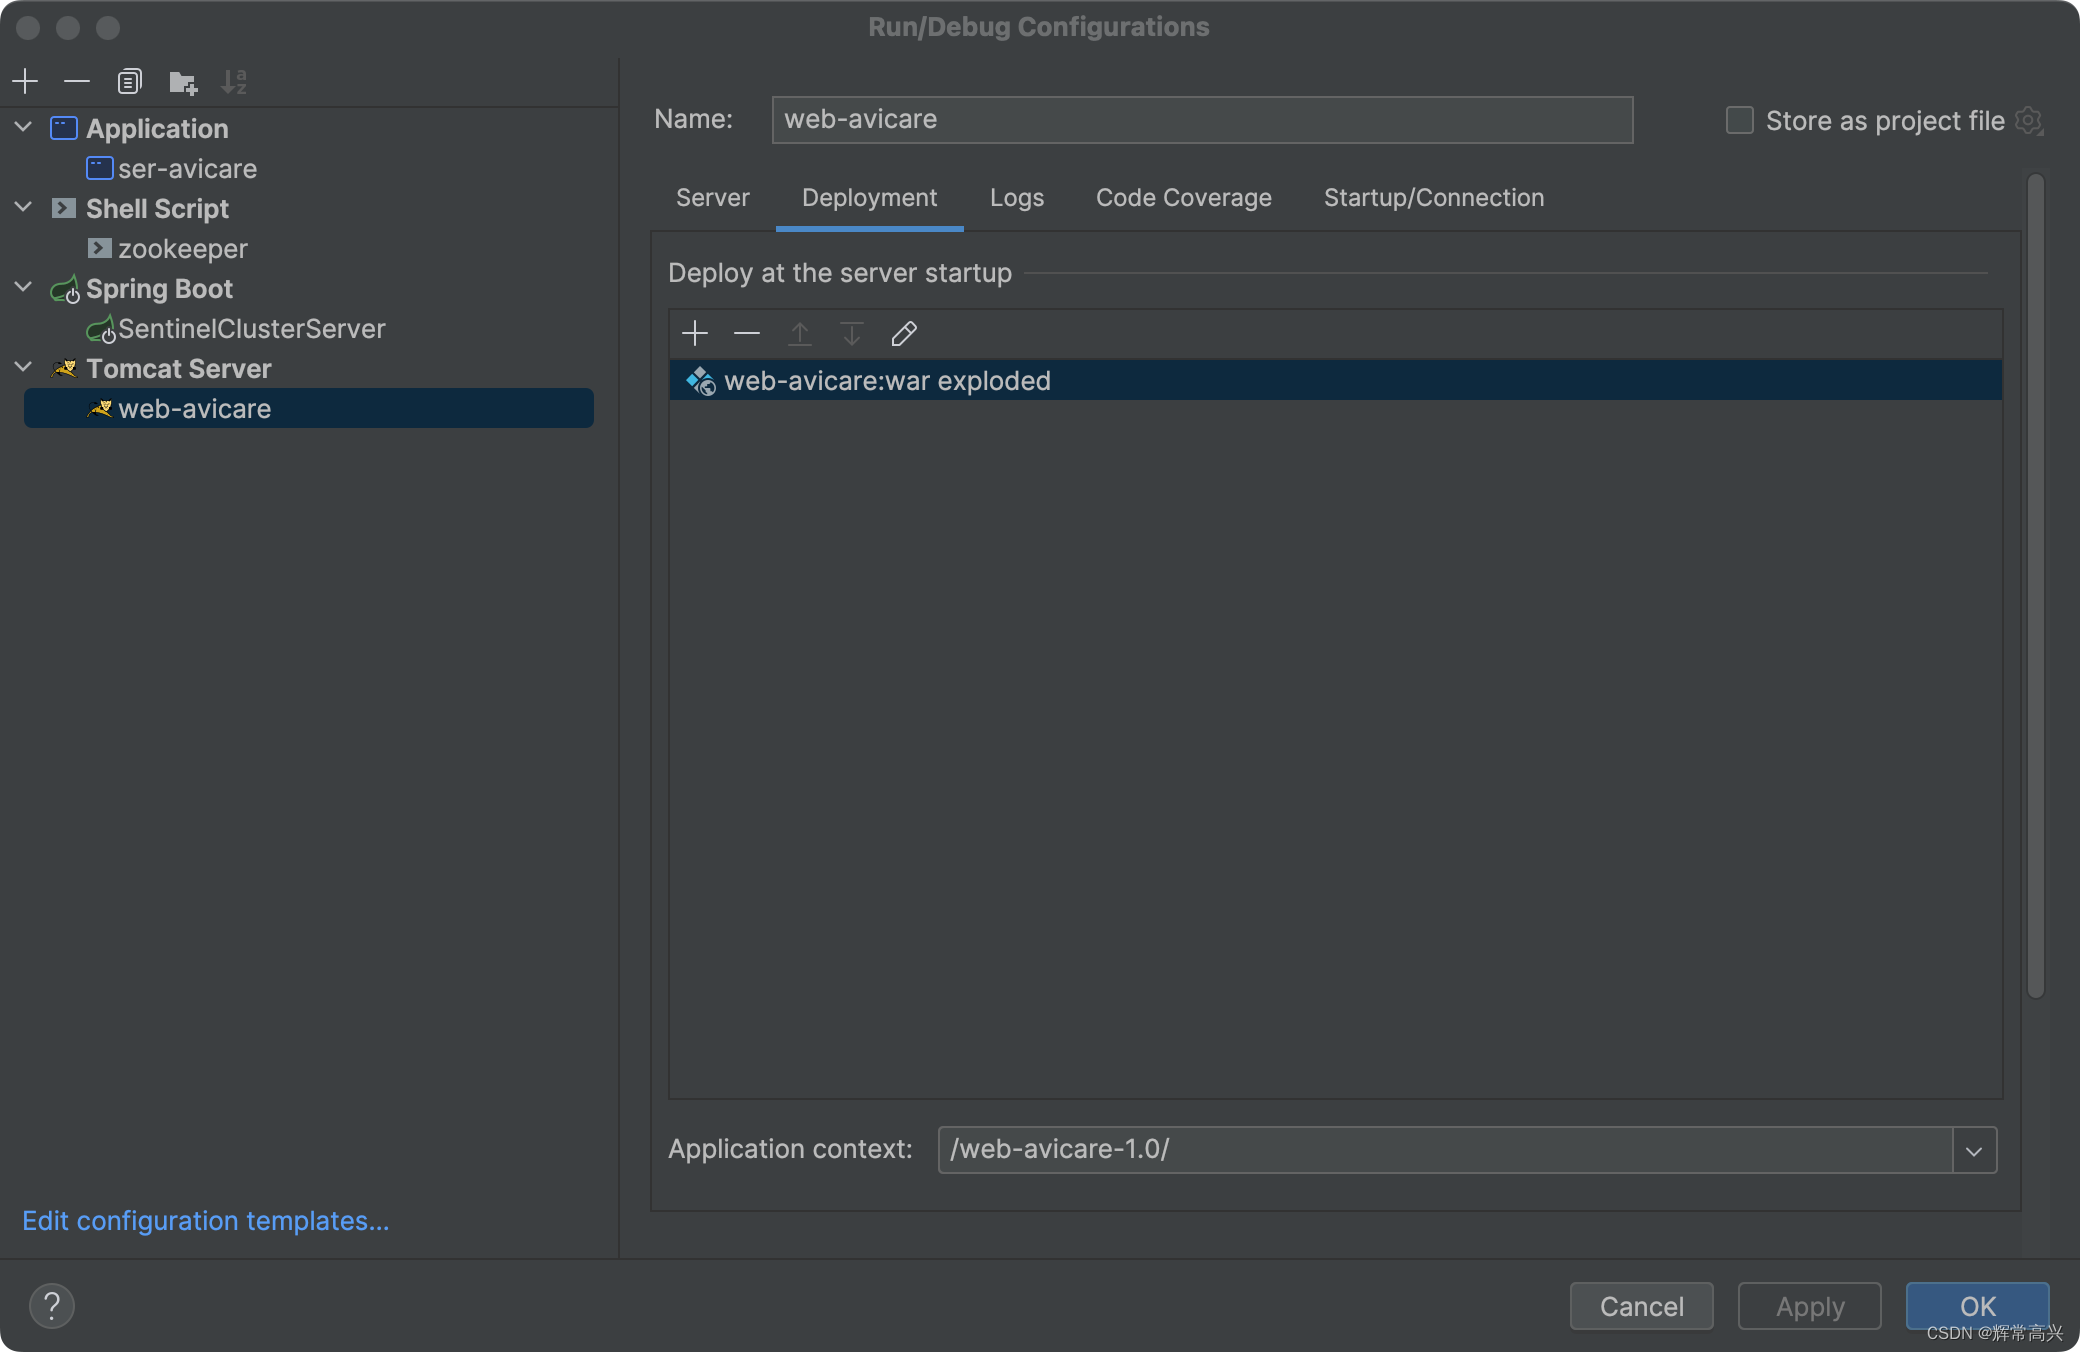 Run/Debug Configurations
Application
ser-avicare
Shell Script
zookeeper
Spring Boot
SentinelClusterServer
Tomcat Server
web-avicare
Edit configuration templates...
Name:
web-avicare
Store as project file
Server
Deployment
Logs
Code Coverage
Startup/Connection
Deploy at the server startup
web-avicare:war exploded
Application context:
/web-avicare-1.0/
?
Cancel
Apply
OK
CSDN @辉常高兴